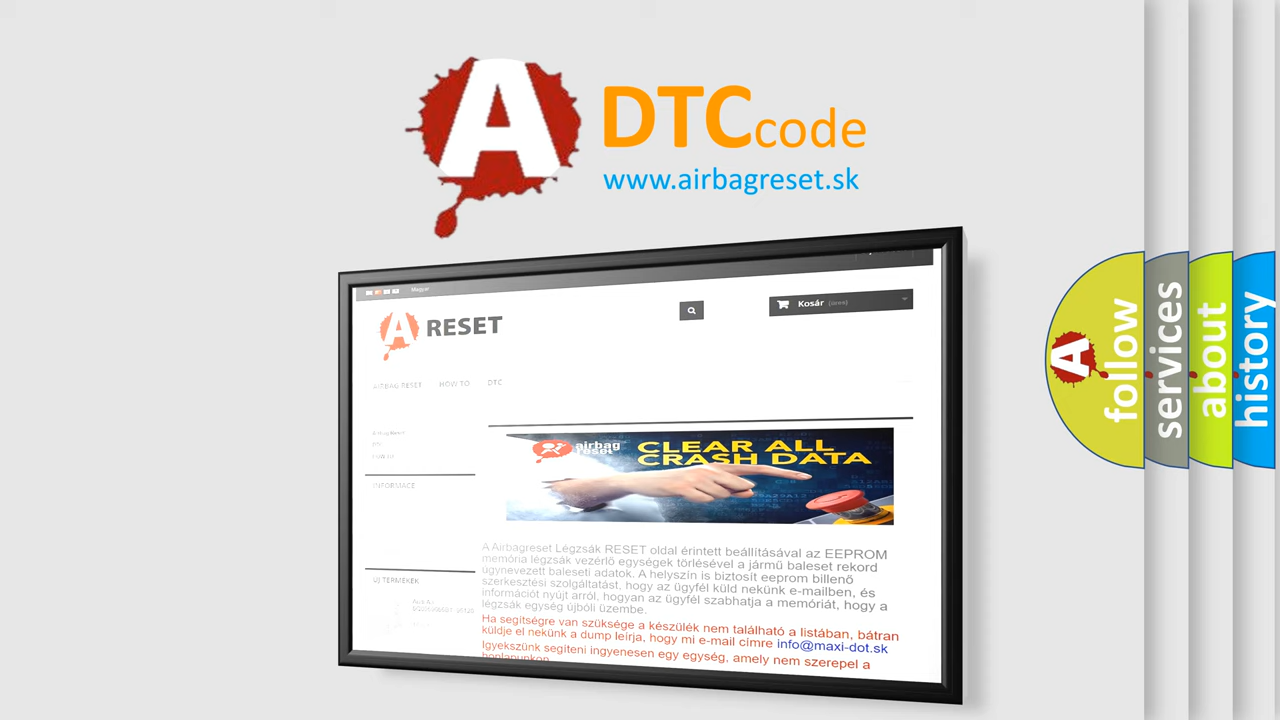 A DTCcode
www.airbagreset.sk
Magyar
A RESET
Kosár (üres)
AIRBAG RESET HOW TO DTC
INFORMACE
airbag
reset
CLEAR ALL
CRASH DATA
A Airbagreset Légzsák RESET oldal érintett beállításával az EEPROM
memória légzsák vezérlő egységek törlésével a jármű baleset rekord
úgynevezett baleseti adatok. A helyszín is biztosít eeprom billenő
szerkesztési szolgáltatást, hogy az ügyfél küld nekünk e-mailben, és
információt nyújt arról, hogyan az ügyfél szabhatja a memóriát, hogy a
légzsák egység újbóli üzembe.
Ha segítségre van szüksége a készülék nem található a listában, bátran
küldje el nekünk a dump leírja, hogy mi e-mail címre info@maxi-dot.sk
Igyekszünk segíteni ingyenesen egy egység, amely nem szerepel a
honlapunkon
ÚJ TERMÉKEK
A
follow
services
about
history